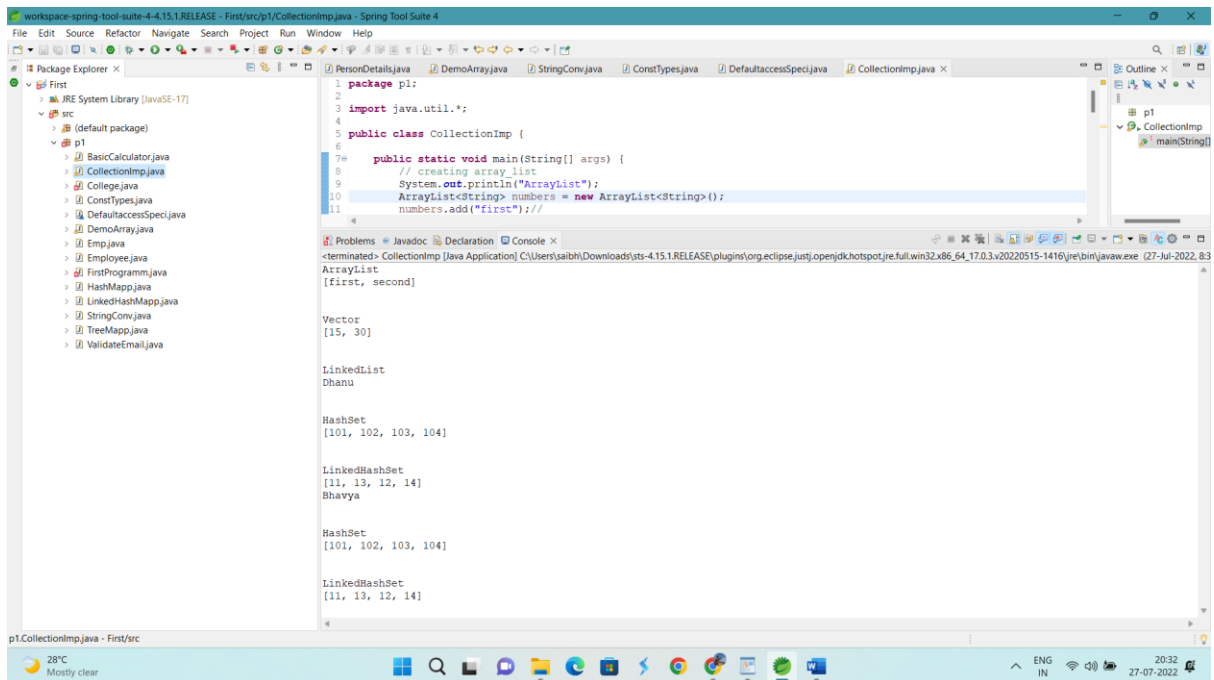 workspace-spring-tool-suite-4-4.15.1.RELEASE - First/src/p1/CollectionImp.java - Spring Tool Suite 4
File Edit Source Refactor Navigate Search Project Run Window Help
Package Explorer
First
JRE System Library [JavaSE-17]
src
(default package)
p1
BasicCalculator.java
CollectionImp.java
College.java
ConstTypes.java
DefaultaccessSpeci.java
DemoArray.java
Emp.java
Employee.java
FirstProgramm.java
HashMapp.java
LinkedHashMapp.java
StringConv.java
TreeMapp.java
ValidateEmail.java
PersonDetails.java DemoArray.java StringConv.java ConstTypes.java DefaultaccessSpeci.java CollectionImp.java
1 package p1;
2
3 import java.util.*;
4
5 public class CollectionImp {
6
7 public static void main(String[] args) {
8 // creating array_list
9 System.out.println("ArrayList");
10 ArrayList<String> numbers = new ArrayList<String>();
11 numbers.add("first");//
Outline
p1
CollectionImp
main(String[]
Problems Javadoc Declaration Console
<terminated> CollectionImp [Java Application] C:\Users\saibh\Downloads\sts-4.15.1.RELEASE\plugins\org.eclipse.justj.openjdk.hotspot.jre.full.win32.x86_64_17.0.3.v20220515-1416\jre\bin\javaw.exe (27-Jul-2022, 8:3
ArrayList
[first, second]
Vector
[15, 30]
LinkedList
Dhanu
HashSet
[101, 102, 103, 104]
LinkedHashSet
[11, 13, 12, 14]
Bhavya
HashSet
[101, 102, 103, 104]
LinkedHashSet
[11, 13, 12, 14]
p1.CollectionImp.java - First/src
28°C
Mostly clear
ENG
IN
20:32
27-07-2022